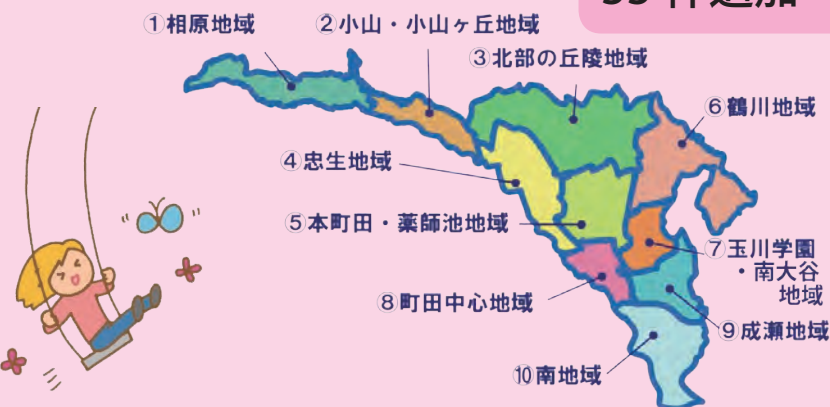 ①相原地域
②小山・小山ヶ丘地域
③北部の丘陵地域
④忠生地域
⑤本町田・薬師池地域
⑥鶴川地域
⑦玉川学園
・南大谷
地域
⑧町田中心地域
⑨成瀬地域
⑩南地域